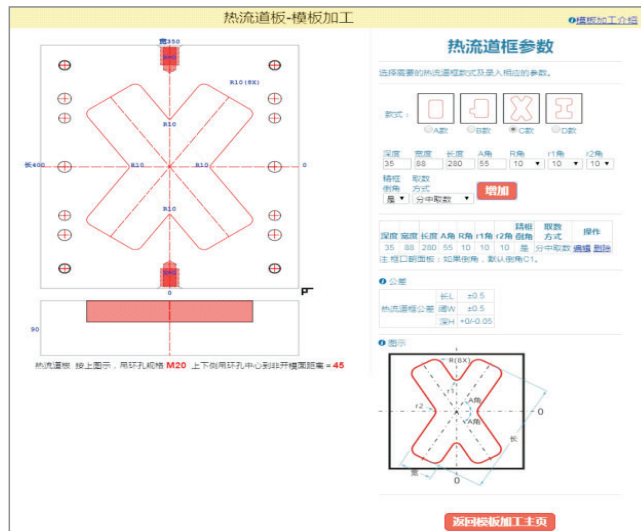 热流道板-模板加工
模板加工介绍
宽350
M20
R10 (8X)
R10
R10
R10
长400
0
R10
M20
0
90
热流道板 按上图示，吊环孔规格 M20 上下侧吊环孔中心到非开模面距离 = 45
热流道框参数
选择需要的热流道框款式及录入相应的参数。
款式：
A款 B款 C款 D款
深度 宽度 长度 A角 R角 r1角 r2角
35 88 280 55 10 10 10
精框倒角 取数方式
是 分中取数 增加
深度 宽度 长度 A角 R角 r1角 r2角 精框倒角 取数方式 操作
35 88 280 55 10 10 10 是 分中取数 编辑 删除
注 框口朝面板；如果倒角，默认倒角C1。
公差
热流道框公差
长L ±0.5
阔W ±0.5
深H +0/-0.05
图示
R(8X)
r1
A角
r2
0
A角
长
宽
0
返回模板加工主页